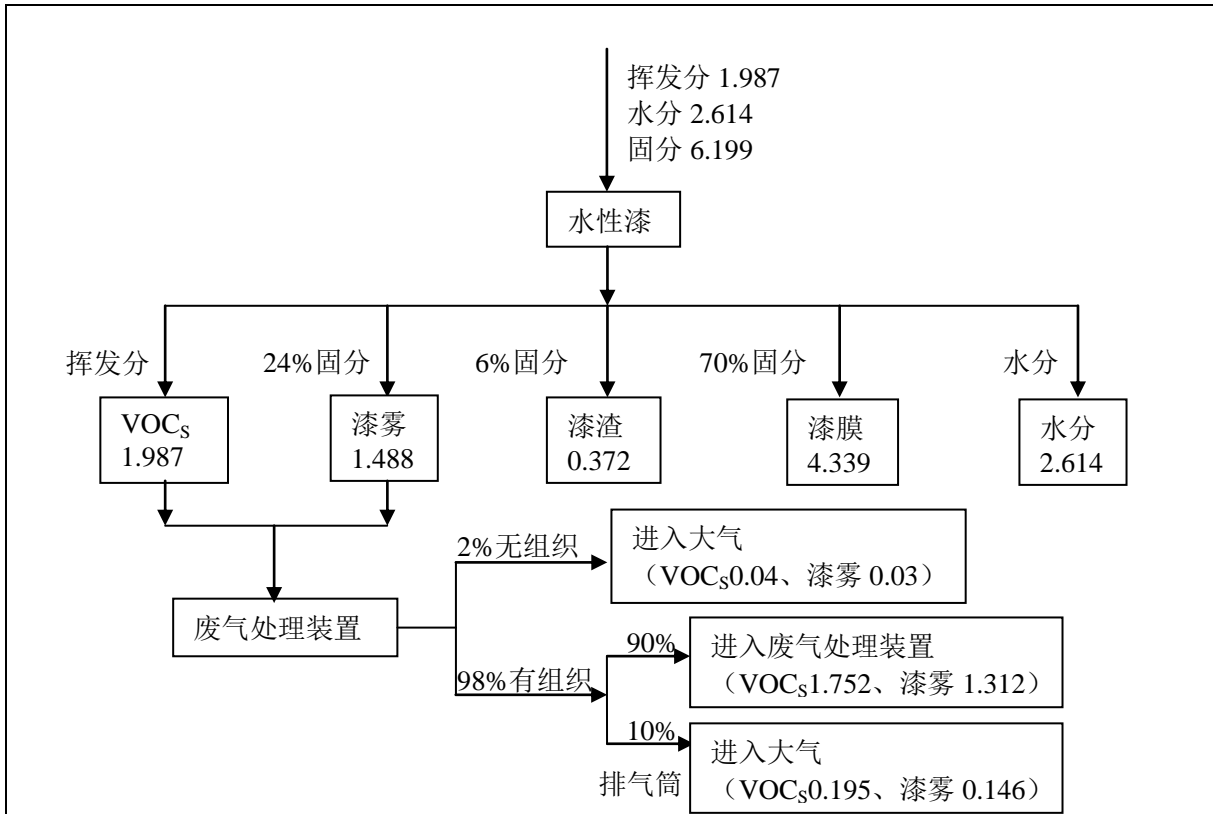 挥发分 1.987
水分 2.614
固分 6.199
水性漆
挥发分
24%固分
6%固分
70%固分
水分
VOCS
1.987
漆雾
1.488
漆渣
0.372
漆膜
4.339
水分
2.614
2%无组织
进入大气
（VOCS0.04、漆雾 0.03）
废气处理装置
98%有组织
90%
进入废气处理装置
（VOCS1.752、漆雾 1.312）
10%
排气筒
进入大气
（VOCS0.195、漆雾 0.146）